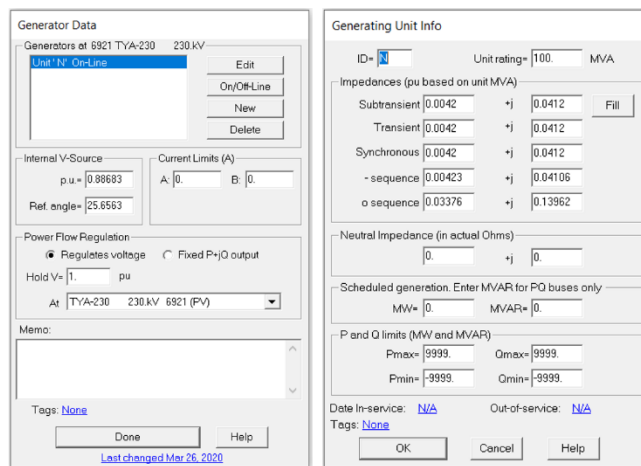 Generator Data
Generators at 6921 TYA-230 230.kV
Unit ' N' On-Line
Edit
On/Off-Line
New
Delete
Internal V-Source
p.u.= 0.88683
Ref. angle= 25.6563
Current Limits (A)
A: 0. B: 0.
Power Flow Regulation
Regulates voltage Fixed P+jQ output
Hold V= 1. pu
At TYA-230 230.kV 6921 (PV)
Memo:
Tags: None
Done Help
Last changed Mar 26, 2020
Generating Unit Info
ID= N Unit rating= 100. MVA
Impedances (pu based on unit MVA)
Subtransient 0.0042 +j 0.0412 Fill
Transient 0.0042 +j 0.0412
Synchronous 0.0042 +j 0.0412
- sequence 0.00423 +j 0.04106
o sequence 0.03376 +j 0.13962
Neutral Impedance (in actual Ohms)
0. +j 0.
Scheduled generation. Enter MVAR for PQ buses only
MW= 0. MVAR= 0.
P and Q limits (MW and MVAR)
Pmax= 9999. Qmax= 9999.
Pmin= -9999. Qmin= -9999.
Date In-service: N/A Out-of-service: N/A
Tags: None
OK Cancel Help